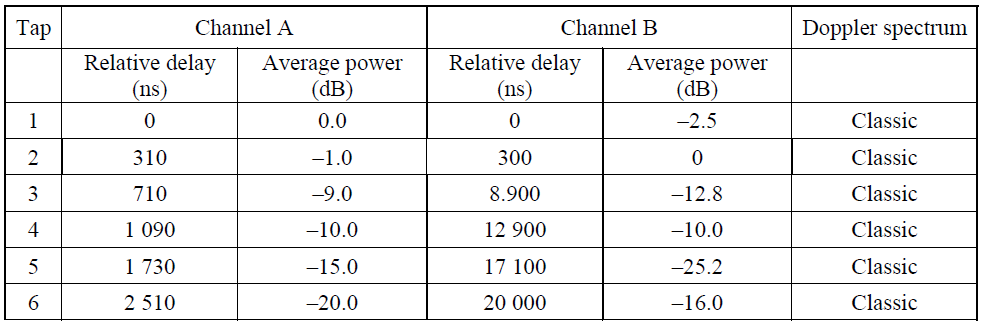 Tap Channel A Channel B Doppler spectrum
Relative delay (ns) Average power (dB) Relative delay (ns) Average power (dB)
1 0 0.0 0 –2.5 Classic
2 310 –1.0 300 0 Classic
3 710 –9.0 8.900 –12.8 Classic
4 1 090 –10.0 12 900 –10.0 Classic
5 1 730 –15.0 17 100 –25.2 Classic
6 2 510 –20.0 20 000 –16.0 Classic